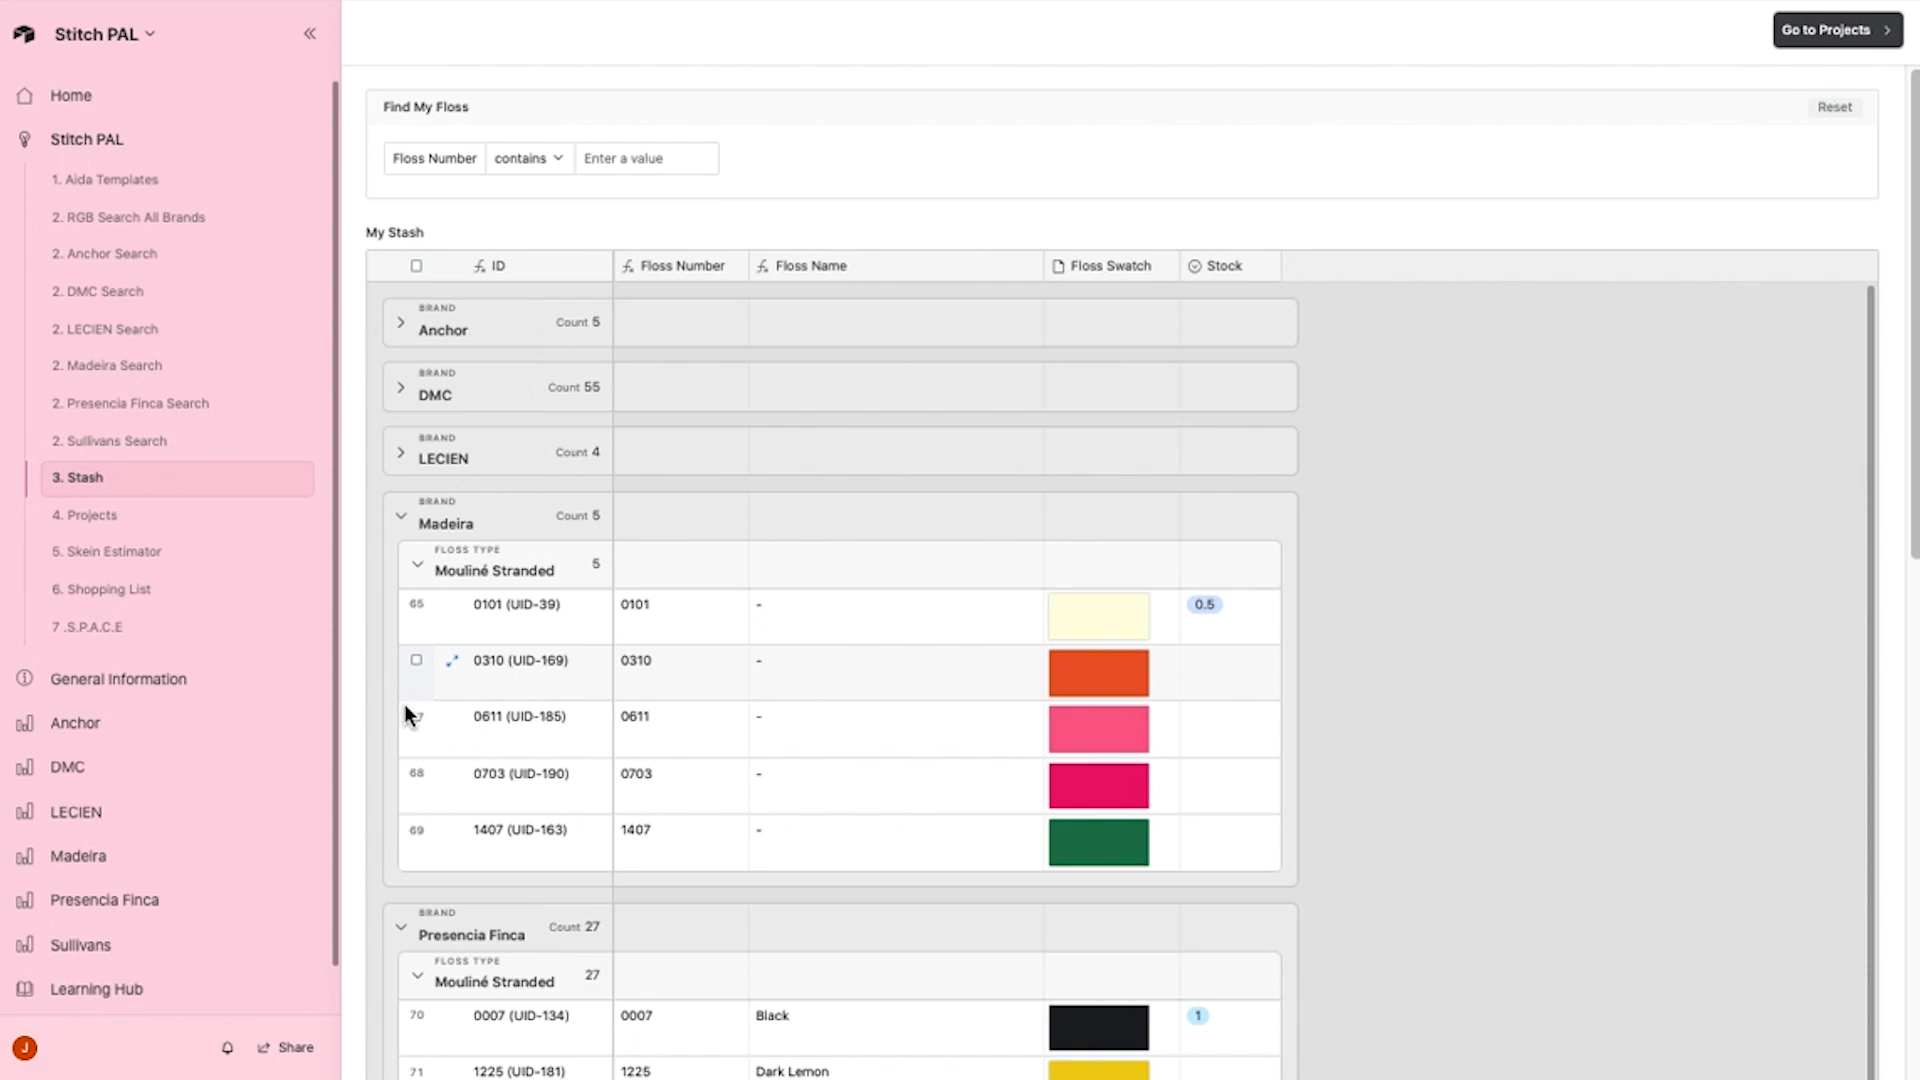 Stitch PAL
Home
Stitch PAL
1. Aida Templates
2. RGB Search All Brands
2. Anchor Search
2. DMC Search
2. LECIEN Search
2. Madeira Search
2. Presencia Finca Search
2. Sullivans Search
3. Stash
4. Projects
5. Skein Estimator
6. Shopping List
7 .S.P.A.C.E
General Information
Anchor
DMC
LECIEN
Madeira
Presencia Finca
Sullivans
Learning Hub
J
Share
Go to Projects
Find My Floss
Reset
Floss Number contains Enter a value
My Stash
ID Floss Number Floss Name Floss Swatch Stock
BRAND
Anchor Count 5
BRAND
DMC Count 55
BRAND
LECIEN Count 4
BRAND
Madeira Count 5
FLOSS TYPE
Mouliné Stranded 5
65 0101 (UID-39) 0101 - 0.5
0310 (UID-169) 0310 -
7 0611 (UID-185) 0611 -
68 0703 (UID-190) 0703 -
69 1407 (UID-163) 1407 -
BRAND
Presencia Finca Count 27
FLOSS TYPE
Mouliné Stranded 27
70 0007 (UID-134) 0007 Black 1
71 1225 (UID-181) 1225 Dark Lemon